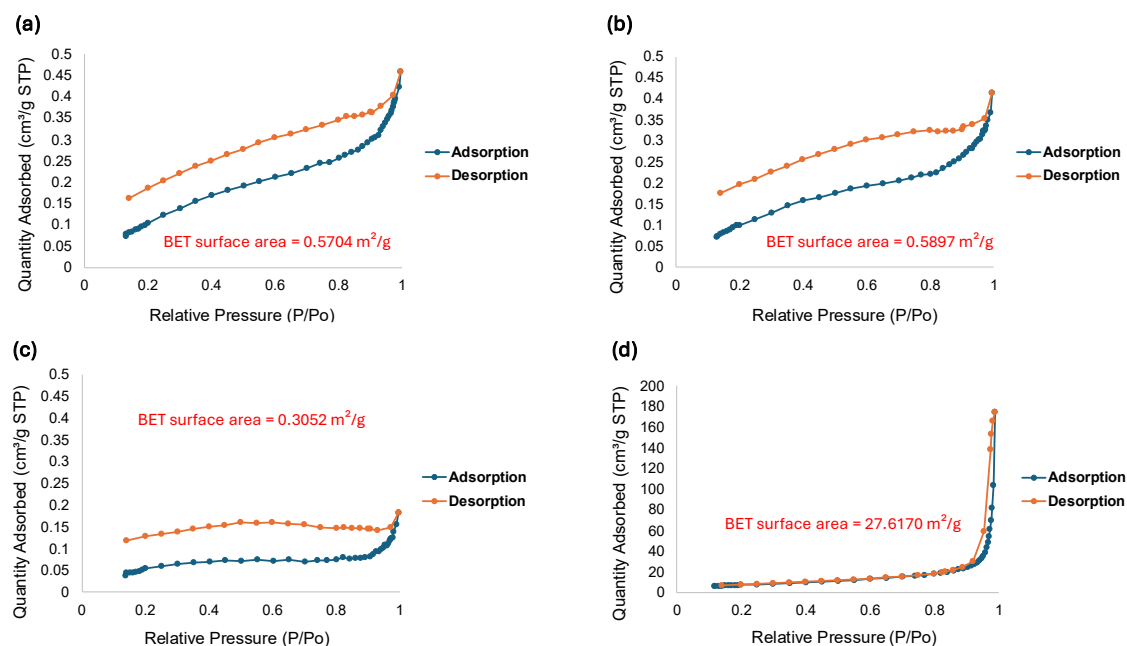 (a)
Quantity Adsorbed (cm³/g STP)
0.5
0.45
0.4
0.35
0.3
0.25
0.2
0.15
0.1
0.05
0
0 0.2 0.4 0.6 0.8 1
Relative Pressure (P/Po)
BET surface area = 0.5704 m²/g
Adsorption
Desorption
(b)
Quantity Adsorbed (cm³/g STP)
0.5
0.45
0.4
0.35
0.3
0.25
0.2
0.15
0.1
0.05
0
0 0.2 0.4 0.6 0.8 1
Relative Pressure (P/Po)
BET surface area = 0.5897 m²/g
Adsorption
Desorption
(c)
Quantity Adsorbed (cm³/g STP)
0.5
0.45
0.4
0.35
0.3
0.25
0.2
0.15
0.1
0.05
0
0 0.2 0.4 0.6 0.8 1
Relative Pressure (P/Po)
BET surface area = 0.3052 m²/g
Adsorption
Desorption
(d)
Quantity Adsorbed (cm³/g STP)
200
180
160
140
120
100
80
60
40
20
0
0 0.2 0.4 0.6 0.8 1
Relative Pressure (P/Po)
BET surface area = 27.6170 m²/g
Adsorption
Desorption